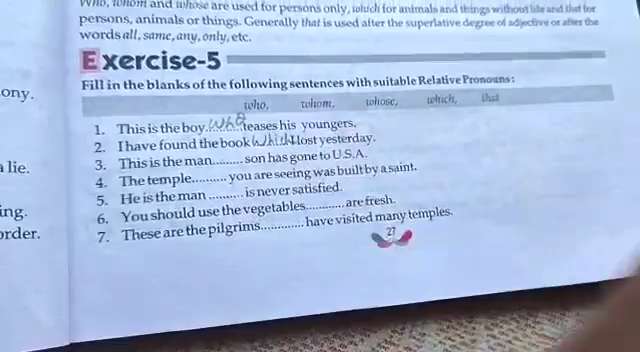 Who, whom and whose are used for persons only, which for animals and things without life and that for
persons, animals or things. Generally that is used after the superlative degree of adjective or after the
words all, same, any, only, etc.
Exercise-5
Fill in the blanks of the following sentences with suitable Relative Pronouns:
ony.
who, whom, whose, which, that
1. This is the boy..who..teases his youngers.
2. I have found the book which I lost yesterday.
a lie.
3. This is the man......... son has gone to U.S.A.
4. The temple.......... you are seeing was built by a saint.
5. He is the man .......... is never satisfied.
ing.
6. You should use the vegetables........... are fresh.
order.
7. These are the pilgrims............. have visited many temples.
27